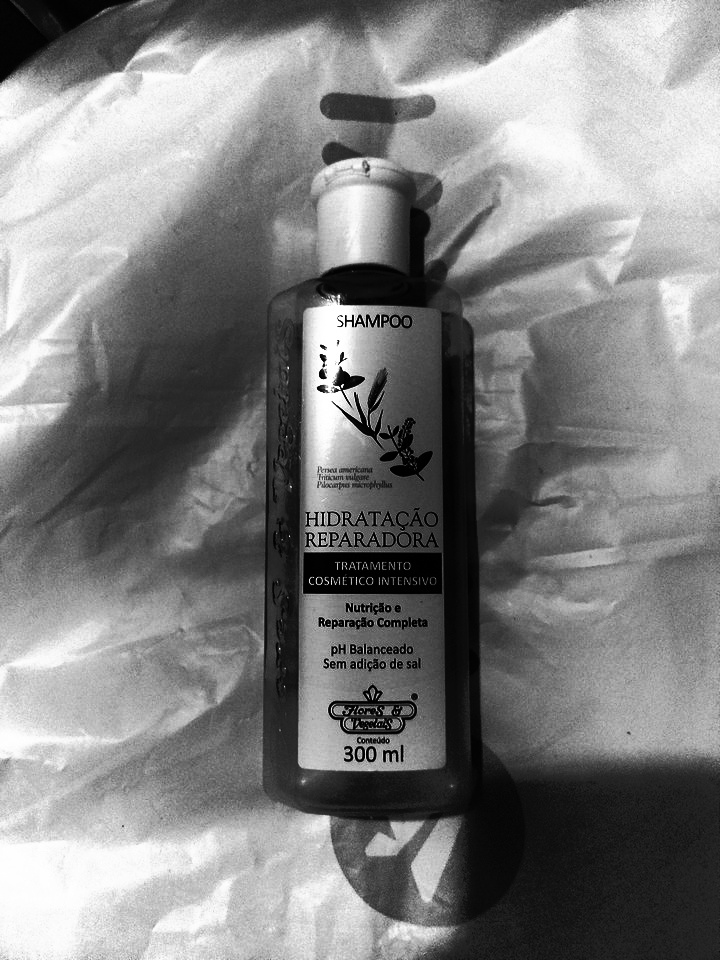 SHAMPOO
Persea americana
Triticum vulgare
Pilocarpus microphyllus
HIDRATAÇÃO
REPARADORA
TRATAMENTO
COSMÉTICO INTENSIVO
Nutrição e
Reparação Completa
pH Balanceado
Sem adição de sal
Flores &
Vegetais
Conteúdo
300 ml